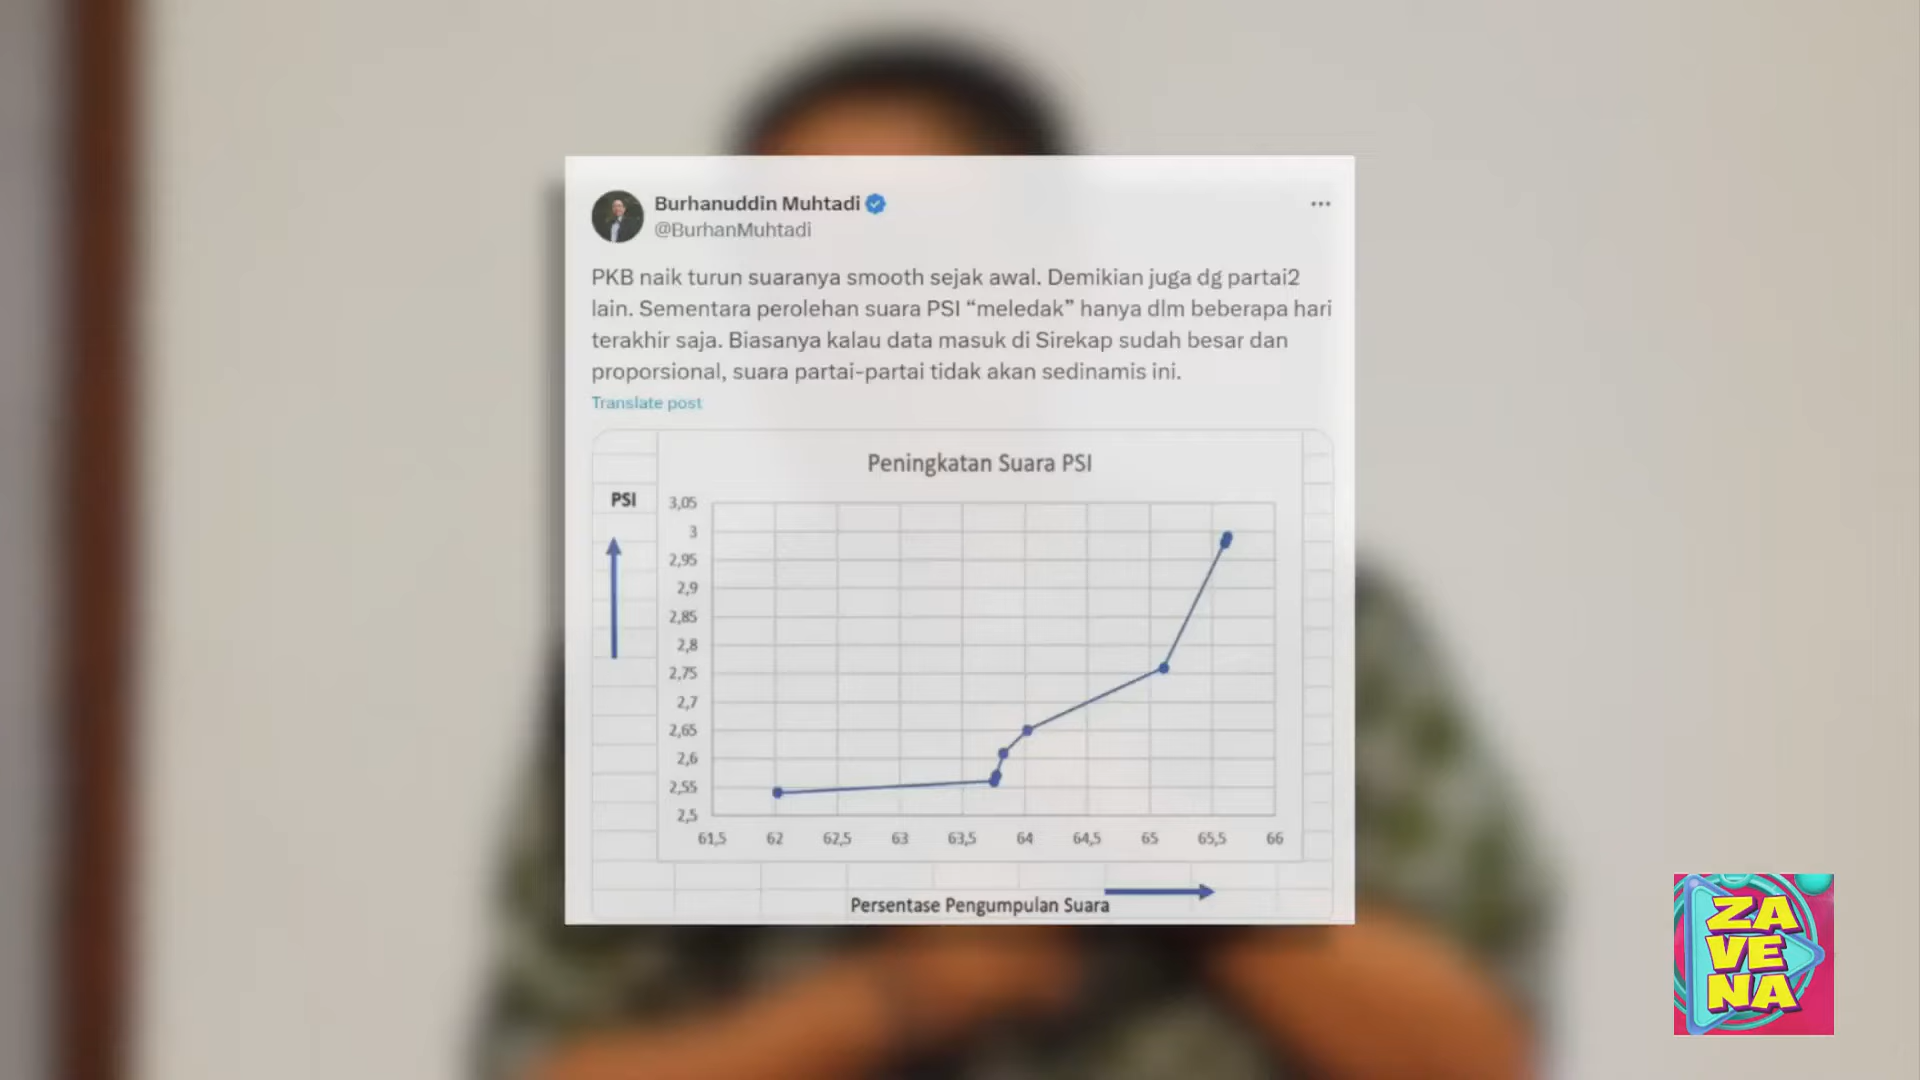 Burhanuddin Muhtadi
@BurhanMuhtadi
PKB naik turun suaranya smooth sejak awal. Demikian juga dg partai2
lain. Sementara perolehan suara PSI “meledak” hanya dlm beberapa hari
terakhir saja. Biasanya kalau data masuk di Sirekap sudah besar dan
proporsional, suara partai-partai tidak akan sedinamis ini.
Translate post
Peningkatan Suara PSI
PSI
3,05
3
2,95
2,9
2,85
2,8
2,75
2,7
2,65
2,6
2,55
2,5
61,5 62 62,5 63 63,5 64 64,5 65 65,5 66
Persentase Pengumpulan Suara
ZA
VE
NA